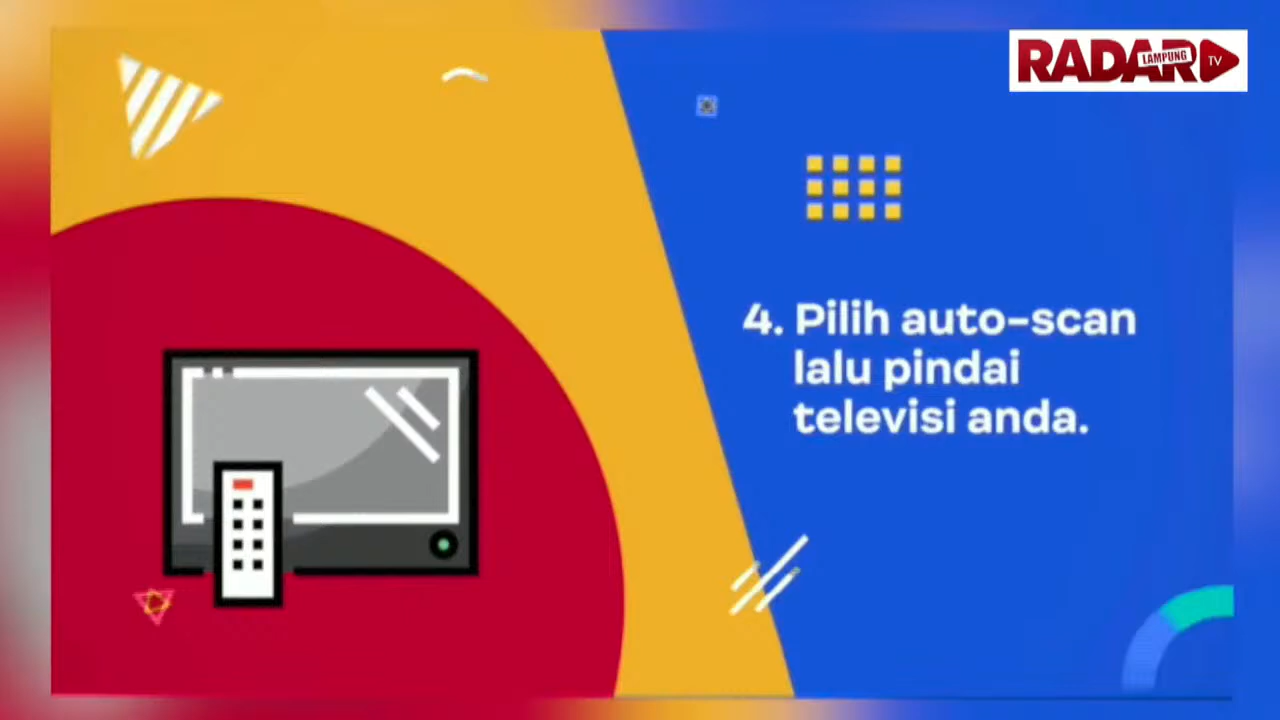 RADAR
LAMPUNG
TV
4. Pilih auto-scan
lalu pindai
televisi anda.